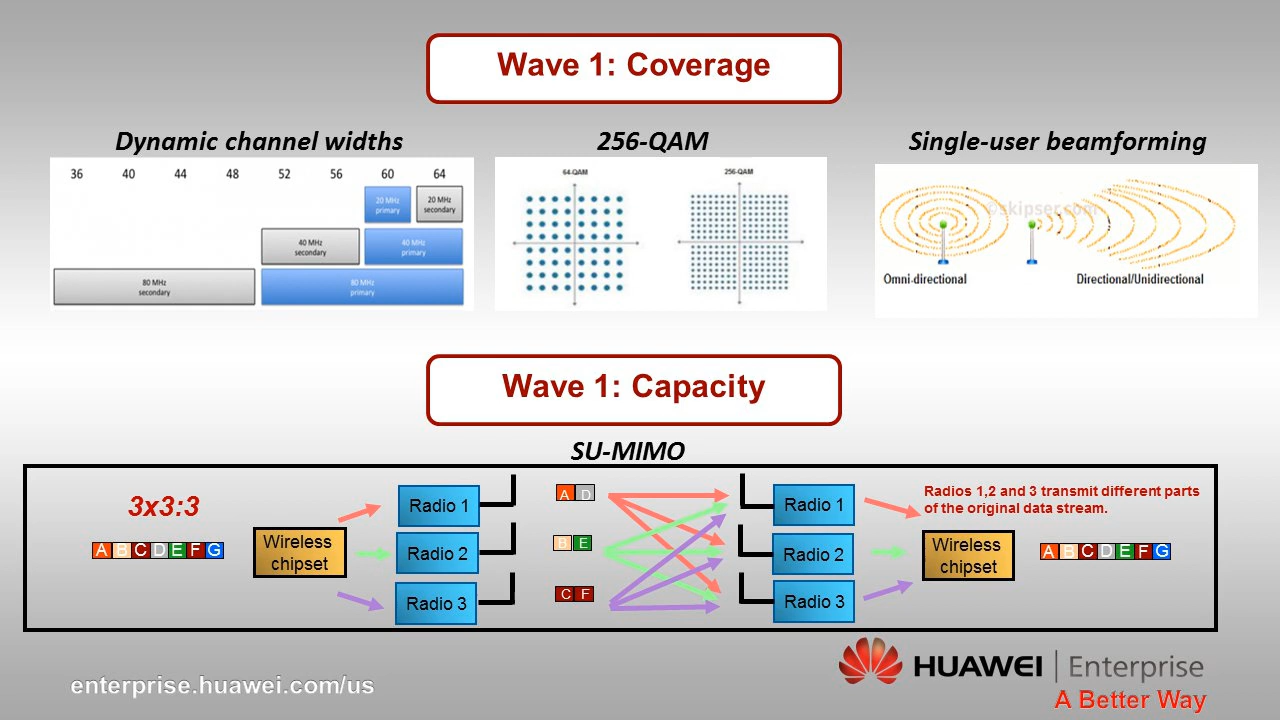 Wave 1: Coverage
Dynamic channel widths
36 40 44 48 52 56 60 64
20 MHz
primary
20 MHz
secondary
40 MHz
secondary
40 MHz
primary
80 MHz
secondary
80 MHz
primary
256-QAM
64-QAM
256-QAM
Single-user beamforming
©skipser.com
Omni-directional
Directional/Unidirectional
Wave 1: Capacity
SU-MIMO
3x3:3
A B C D E F G
Wireless
chipset
Radio 1
Radio 2
Radio 3
A D
B E
C F
Radio 1
Radio 2
Radio 3
Radios 1,2 and 3 transmit different parts
of the original data stream.
Wireless
chipset
A B C D E F G
enterprise.huawei.com/us
HUAWEI | Enterprise
A Better Way